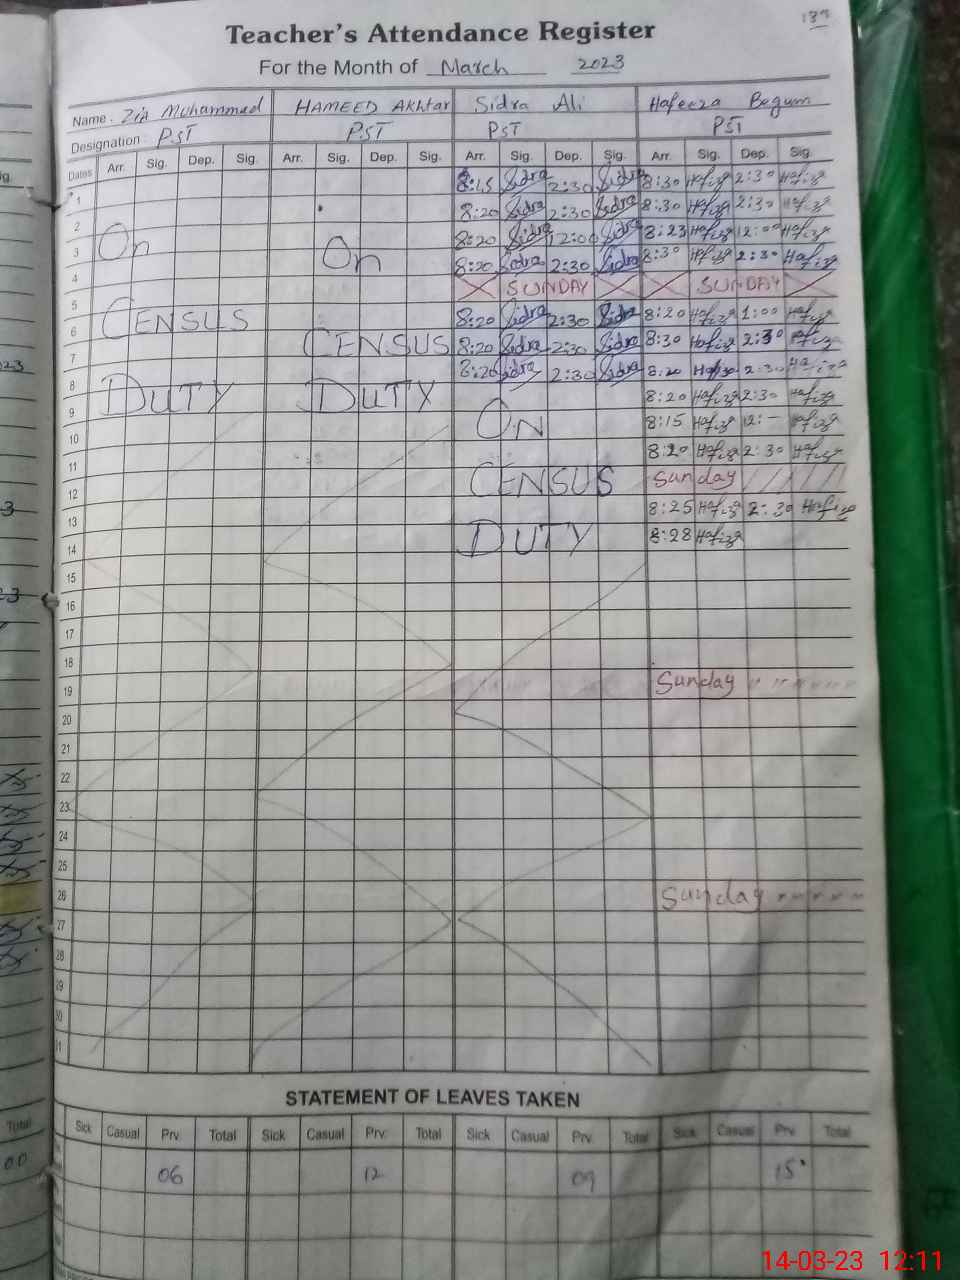 139
Teacher's Attendance Register
For the Month of March 2023
Name. Zia Mohammad HAMEED Akhtar Sidra Ali Hafeeza Begum
Designation PST PST PST PST
Dates Arr. Sig. Dep. Sig. Arr. Sig. Dep. Sig. Arr. Sig. Dep. Sig. Arr. Sig. Dep. Sig.
1 8:15 Sidra 2:30 Sidra 8:30 Hafiza 2:30 Hafiza
2 8:20 Sidra 2:30 Sidra 8:30 Hafiza 2:30 Hafiza
3 On On 8:20 Sidra 12:00 Sidra 8:23 Hafiza 12:00 Hafiza
4 8:20 Sidra 2:30 Sidra 8:30 Hafiza 2:30 Hafiza
5 SUNDAY SUNDAY
6 CENSUS CENSUS 8:20 Sidra 2:30 Sidra 8:20 Hafiza 1:00 Hafiza
7 8:20 Sidra 2:30 Sidra 8:30 Hafiza 2:30 Hafiza
8 8:20 Sidra 2:30 Sidra 8:20 Hafiza 2:30 Hafiza
9 DUTY DUTY 8:20 Hafiza 2:30 Hafiza
10 ON 8:15 Hafiza 12:- Hafiza
11 8:20 Hafiza 2:30 Hafiza
12 CENSUS Sunday
13 8:25 Hafiza 2:30 Hafiza
14 DUTY 8:28 Hafiza
15
16
17
18
19 Sunday
20
21
22
23
24
25
26 Sunday
27
28
29
30
31
STATEMENT OF LEAVES TAKEN
Sick Casual Prv. Total Sick Casual Prv. Total Sick Casual Prv. Total Sick Casual Prv. Total
06 12 09 15
14-03-23 12:11